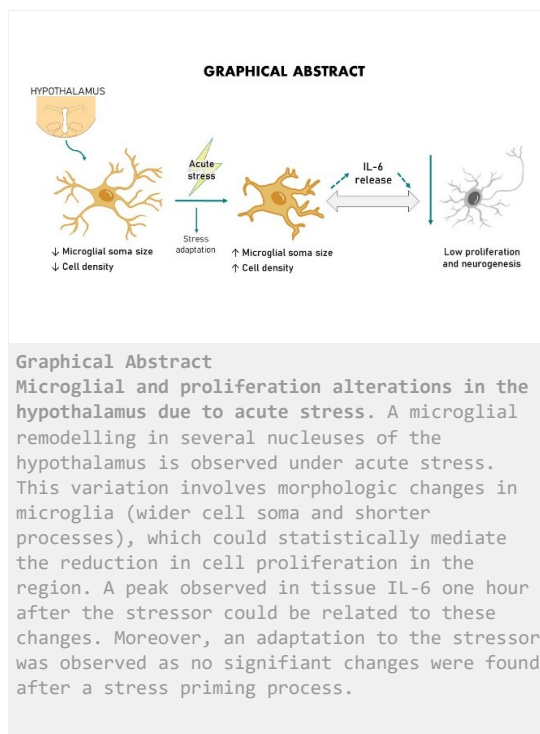 GRAPHICAL ABSTRACT
HYPOTHALAMUS
Acute
stress
IL-6
release
Stress
adaptation
↓ Microglial soma size
↓ Cell density
↑ Microglial soma size
↑ Cell density
Low proliferation
and neurogenesis
Graphical Abstract
Microglial and proliferation alterations in the
hypothalamus due to acute stress. A microglial
remodelling in several nucleuses of the
hypothalamus is observed under acute stress.
This variation involves morphologic changes in
microglia (wider cell soma and shorter
processes), which could statistically mediate
the reduction in cell proliferation in the
region. A peak observed in tissue IL-6 one hour
after the stressor could be related to these
changes. Moreover, an adaptation to the stressor
was observed as no signifiant changes were found
after a stress priming process.